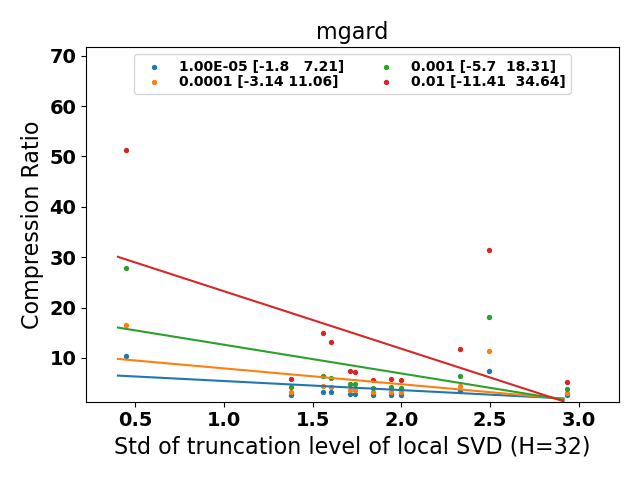 mgard
1.00E-05 [-1.8   7.21]
0.0001 [-3.14 11.06]
0.001 [-5.7  18.31]
0.01 [-11.41  34.64]
Compression Ratio
70
60
50
40
30
20
10
0.5 1.0 1.5 2.0 2.5 3.0
Std of truncation level of local SVD (H=32)